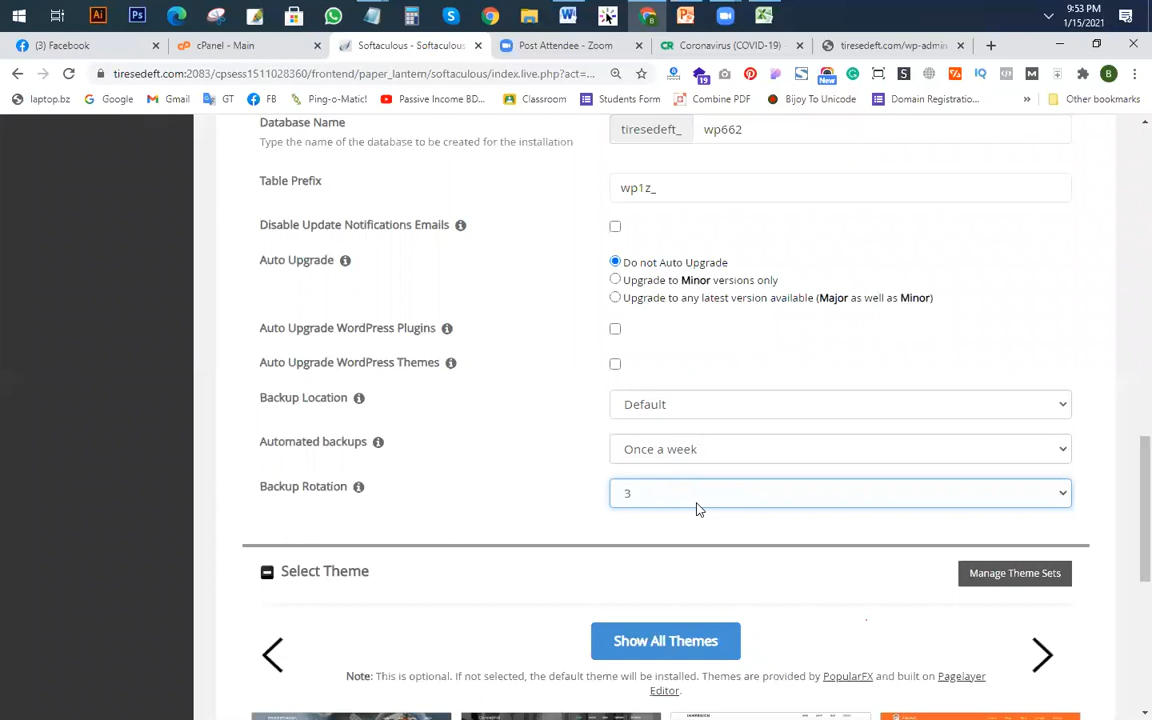 9:53 PM
1/15/2021
(3) Facebook
cPanel - Main
Softaculous - Softaculous
Post Attendee - Zoom
Coronavirus (COVID-19)
tiresedeft.com/wp-admin
tiresedeft.com:2083/cpsess1511028360/frontend/paper_lantern/softaculous/index.live.php?act=...
laptop.bz
Google
Gmail
GT
FB
Ping-o-Matic!
Passive Income BD...
Classroom
Students Form
Combine PDF
Bijoy To Unicode
Domain Registratio...
Other bookmarks
Database Name
tiresedeft_ wp662
Type the name of the database to be created for the installation
Table Prefix
wp1z_
Disable Update Notifications Emails
Auto Upgrade
Do not Auto Upgrade
Upgrade to Minor versions only
Upgrade to any latest version available (Major as well as Minor)
Auto Upgrade WordPress Plugins
Auto Upgrade WordPress Themes
Backup Location
Default
Automated backups
Once a week
Backup Rotation
3
Select Theme
Manage Theme Sets
Show All Themes
Note: This is optional. If not selected, the default theme will be installed. Themes are provided by PopularFX and built on Pagelayer
Editor.